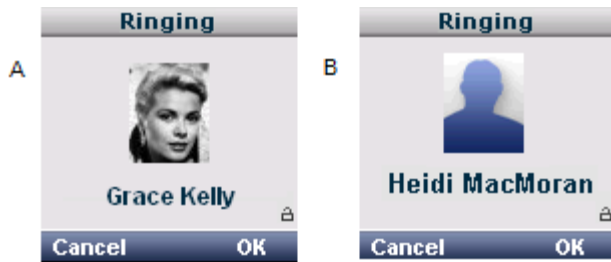 A
Ringing
Grace Kelly
Cancel OK
B
Ringing
Heidi MacMoran
Cancel OK